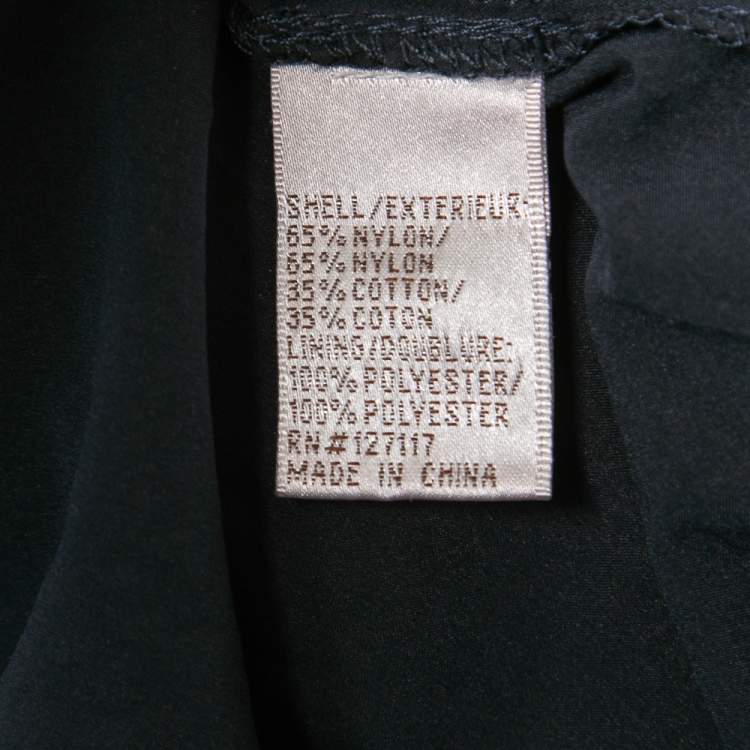 SHELL/EXTERIEUR:
65% NYLON/
65% NYLON
35% COTTON/
35% COTON
LINING/DOUBLURE:
100% POLYESTER/
100% POLYESTER
RN # 127117
MADE IN CHINA